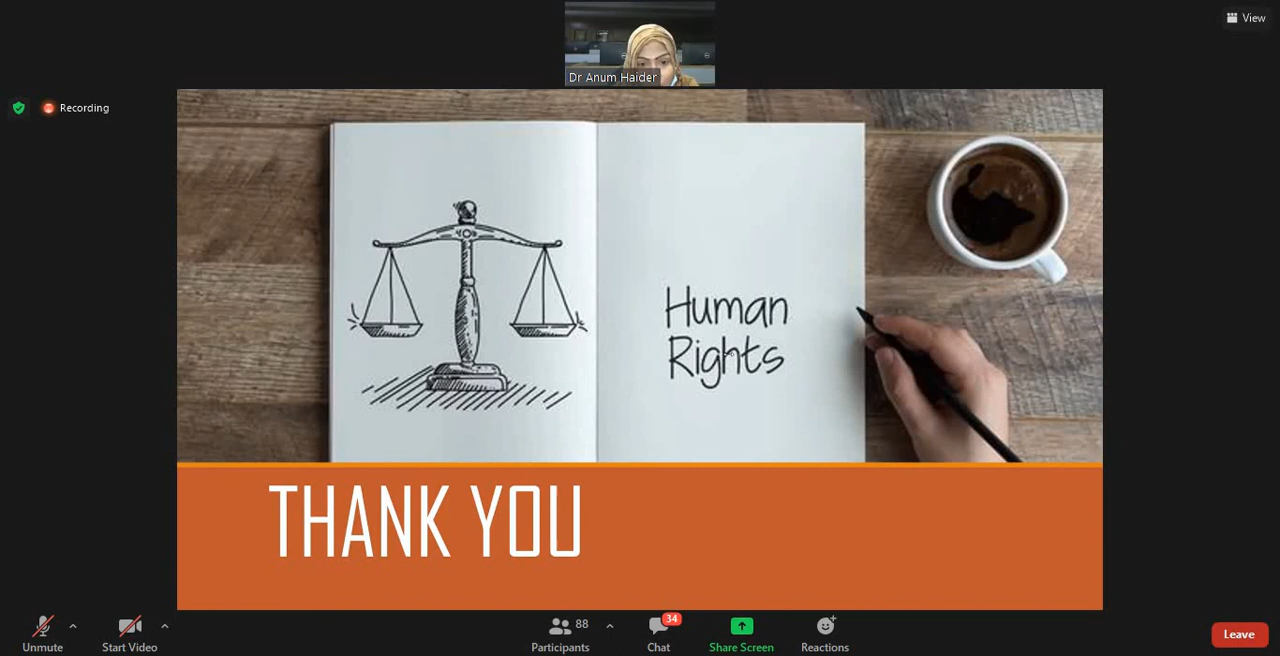 View
Dr Anum Haider
Recording
Human
Rights
THANK YOU
Unmute
Start Video
88
Participants
34
Chat
Share Screen
Reactions
Leave